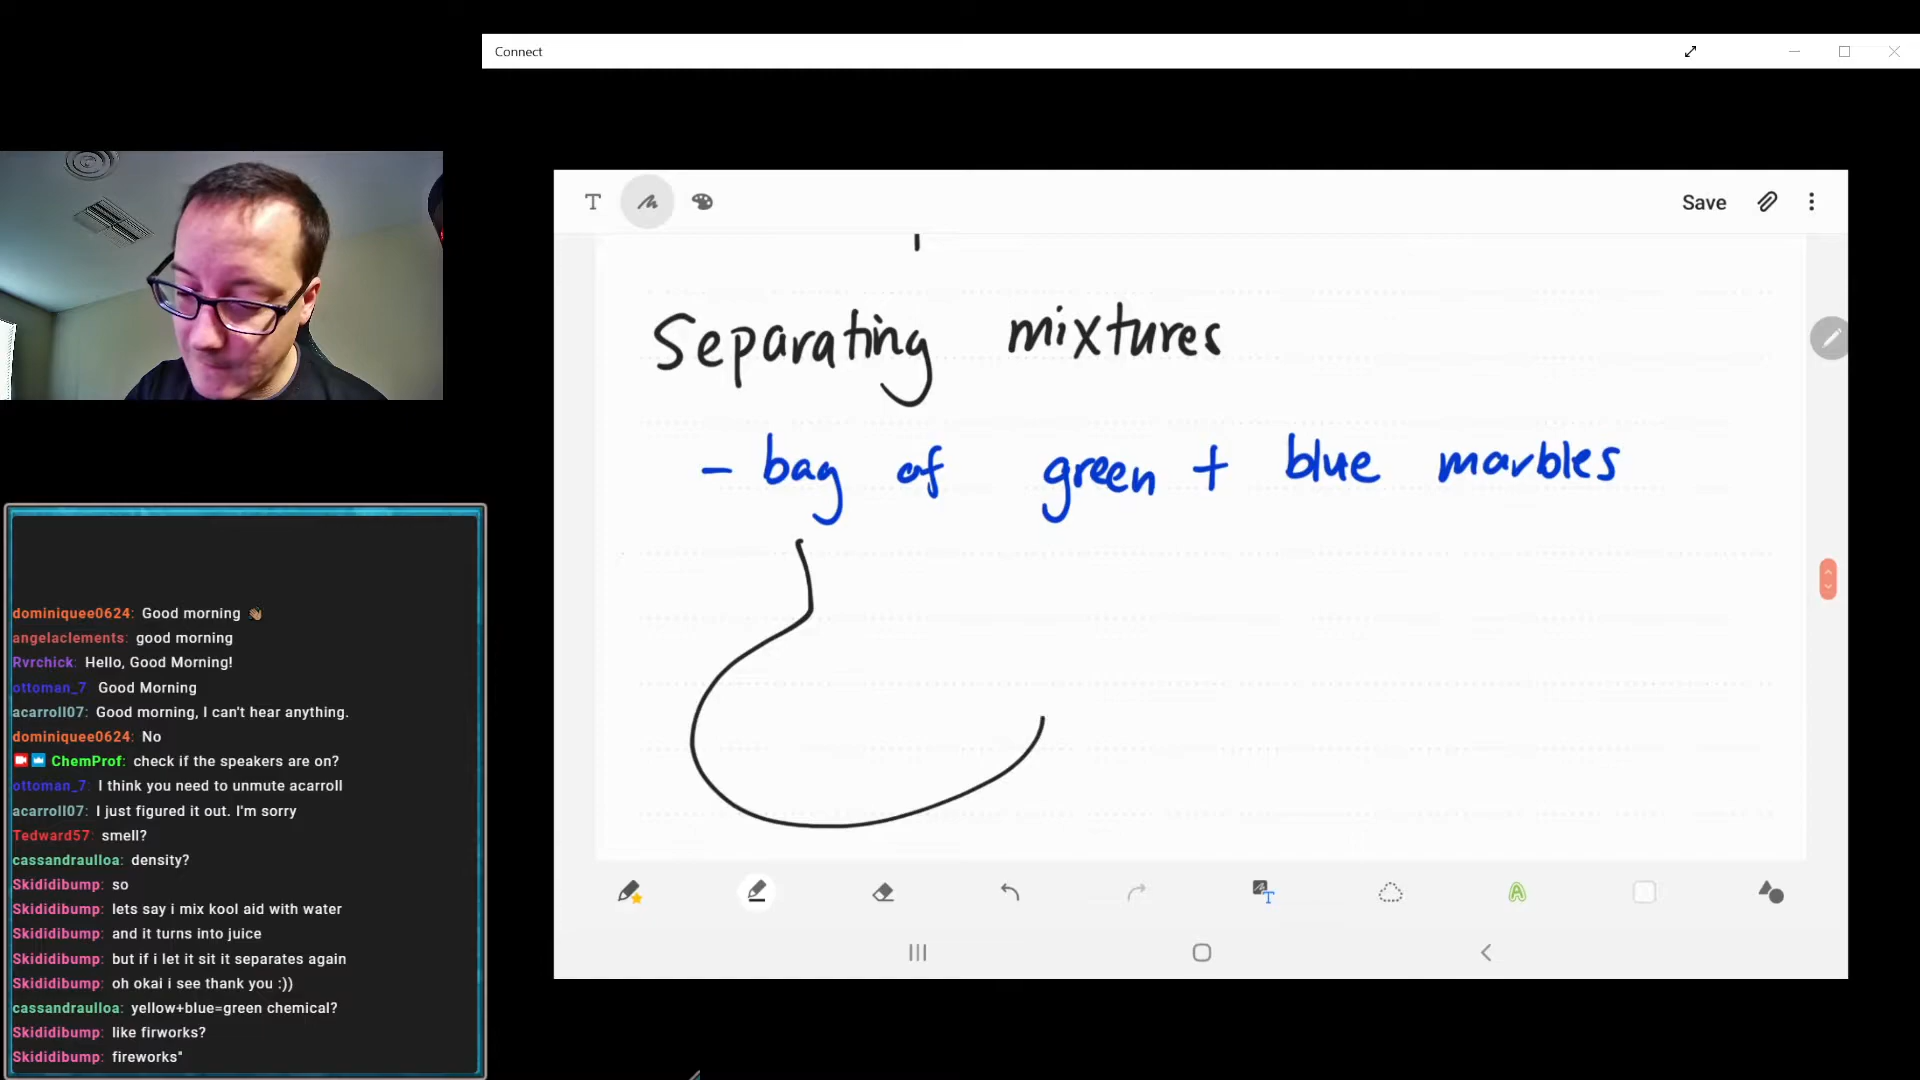 Connect
T
Save
Separating mixtures
- bag of green + blue marbles
dominiquee0624: Good morning 👋🏽
angelaclements: good morning
Rvrchick: Hello, Good Morning!
ottoman_7 Good Morning
acarroll07: Good morning, I can't hear anything.
dominiquee0624: No
ChemProf: check if the speakers are on?
ottoman_7: I think you need to unmute acarroll
acarroll07: I just figured it out. I'm sorry
Tedward57: smell?
cassandraulloa: density?
Skididibump: so
Skididibump: lets say i mix kool aid with water
Skididibump: and it turns into juice
Skididibump: but if i let it sit it separates again
Skididibump: oh okai i see thank you :))
cassandraulloa: yellow+blue=green chemical?
Skididibump: like firworks?
Skididibump: fireworks"
T
A